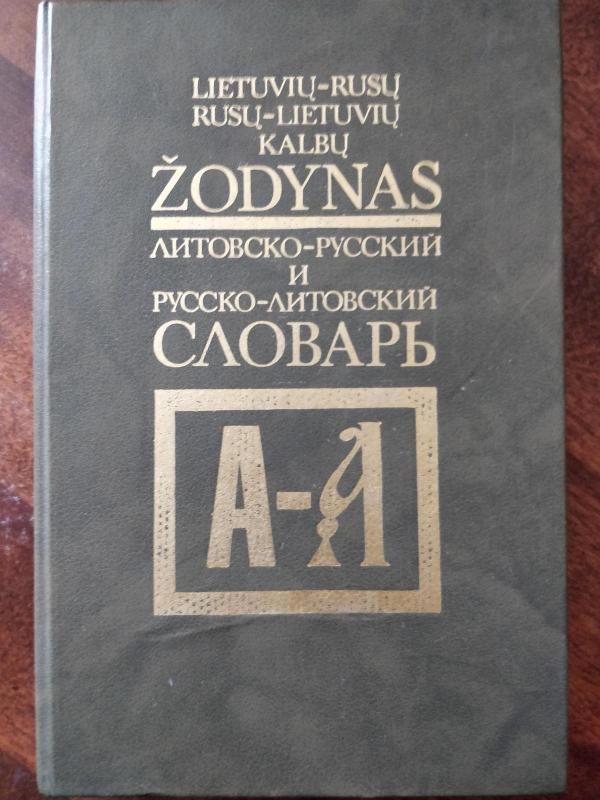 LIETUVIŲ-RUSŲ
RUSŲ-LIETUVIŲ
KALBŲ
ŽODYNAS
ЛИТОВСКО-РУССКИЙ
И
РУССКО-ЛИТОВСКИЙ
СЛОВАРЬ
А-Я